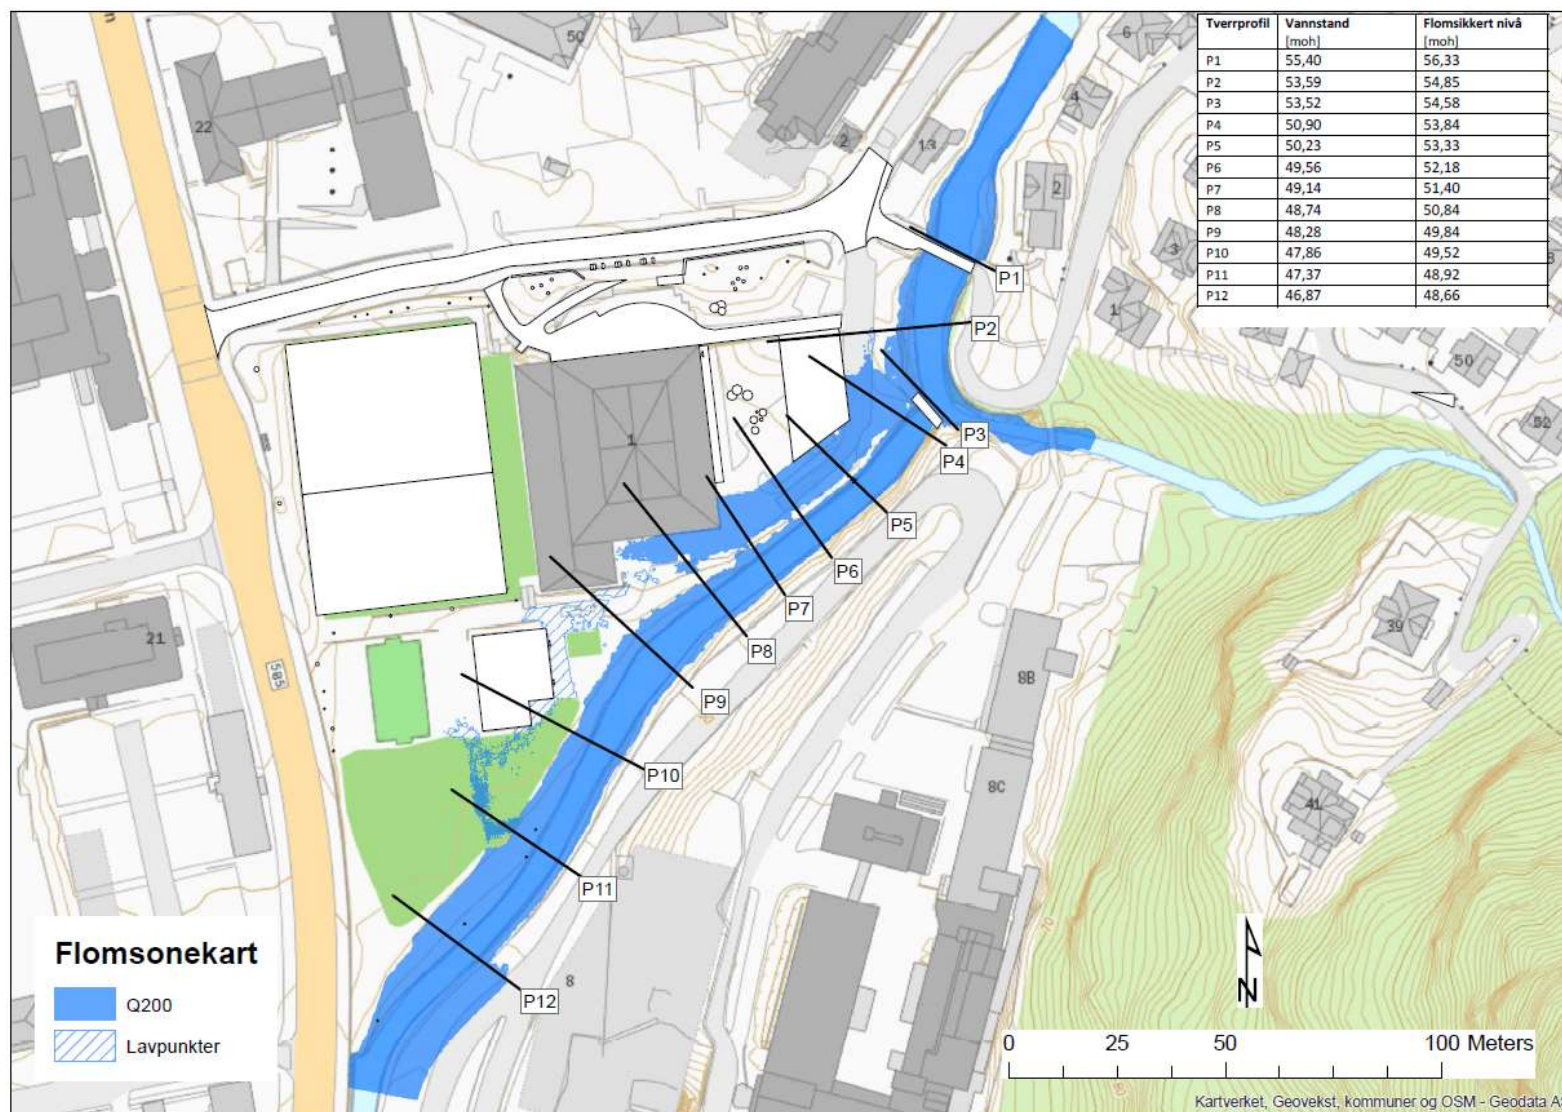 Tverrprofil Vannstand [moh] Flomsikkert nivå [moh]
P1 55,40 56,33
P2 53,59 54,85
P3 53,52 54,58
P4 50,90 53,84
P5 50,23 53,33
P6 49,56 52,18
P7 49,14 51,40
P8 48,74 50,84
P9 48,28 49,84
P10 47,86 49,52
P11 47,37 48,92
P12 46,87 48,66
50
6
4
22
2
13
2
3
P1
1
P2
50
52
1
P3
P4
P5
P6
P7
39
21
505
P8
8B
P9
P10
8C
41
P11
70
8
P12
Flomsonekart
Q200
Lavpunkter
N
0 25 50 100 Meters
Kartverket, Geovekst, kommuner og OSM - Geodata A